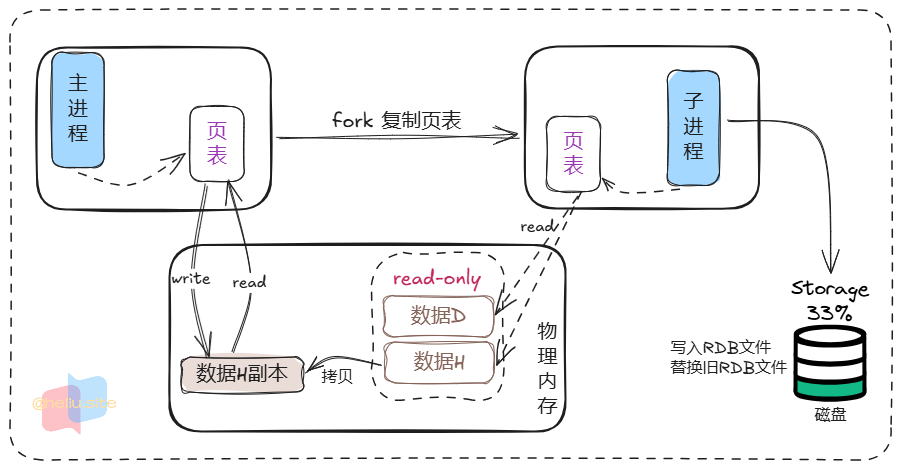 主进程
页表
fork 复制页表
页表
子进程
write
read
read
read-only
数据D
数据H
物理内存
数据H副本
拷贝
Storage
33%
写入RDB文件
替换旧RDB文件
磁盘